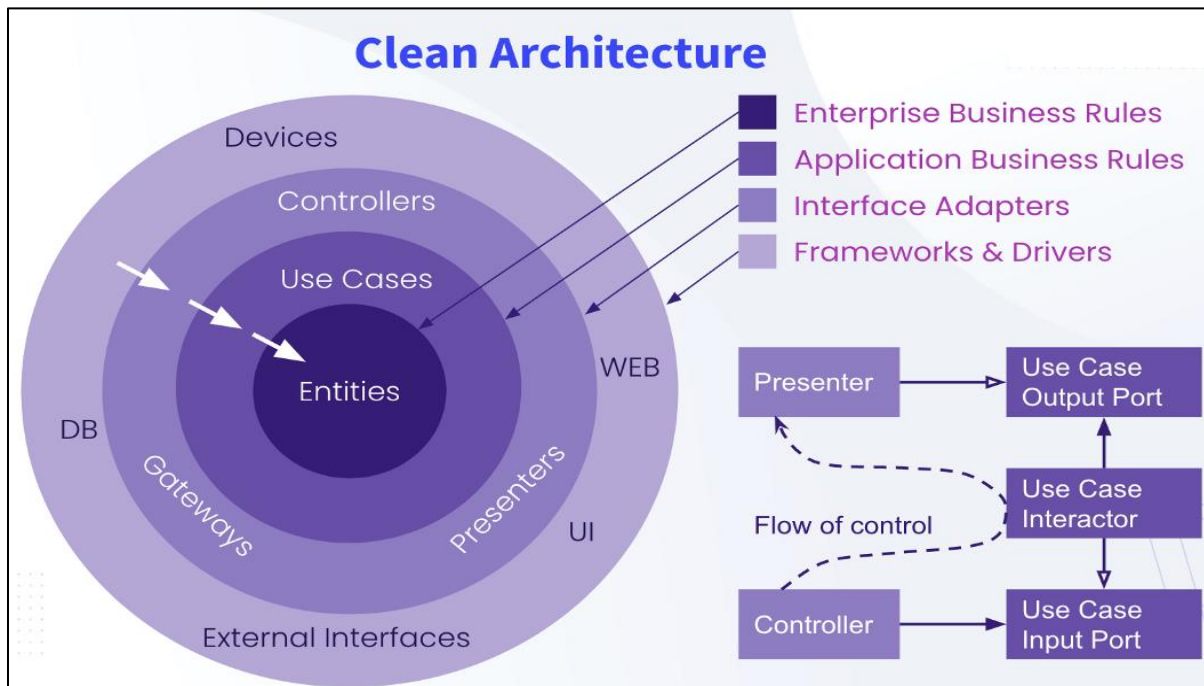 Clean Architecture
Devices
Controllers
Use Cases
Entities
DB
WEB
Gateways
Presenters
UI
External Interfaces
Enterprise Business Rules
Application Business Rules
Interface Adapters
Frameworks & Drivers
Presenter
Use Case
Output Port
Flow of control
Use Case
Interactor
Controller
Use Case
Input Port